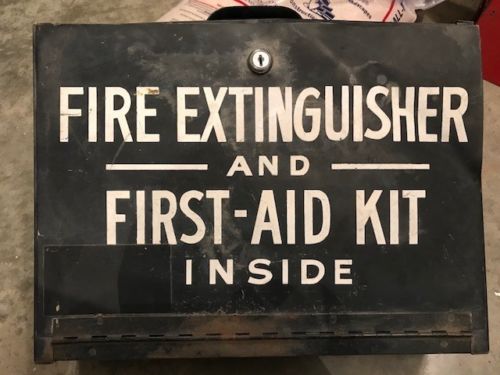 FIRE EXTINGUISHER
AND
FIRST-AID KIT
INSIDE